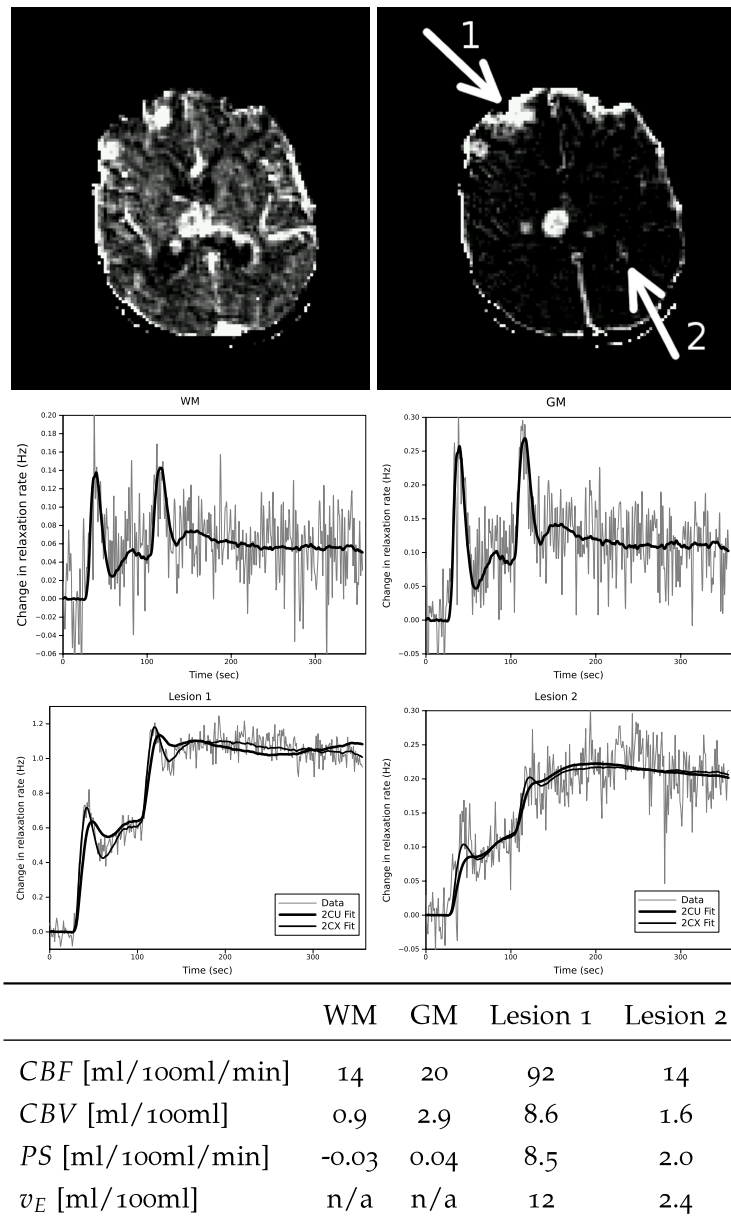 1
2
WM
Change in relaxation rate (Hz)
0.20
0.18
0.16
0.14
0.12
0.10
0.08
0.06
0.04
0.02
0.00
−0.02
−0.04
−0.06
0 100 200 300
Time (sec)
GM
Change in relaxation rate (Hz)
0.30
0.25
0.20
0.15
0.10
0.05
0.00
−0.05
0 100 200 300
Time (sec)
Lesion 1
Change in relaxation rate (Hz)
1.2
1.0
0.8
0.6
0.4
0.2
0.0
Data
2CU Fit
2CX Fit
0 100 200 300
Time (sec)
Lesion 2
Change in relaxation rate (Hz)
0.30
0.25
0.20
0.15
0.10
0.05
0.00
−0.05
Data
2CU Fit
2CX Fit
0 100 200 300
Time (sec)
WM GM Lesion 1 Lesion 2
CBF [ml/100ml/min] 14 20 92 14
CBV [ml/100ml] 0.9 2.9 8.6 1.6
PS [ml/100ml/min] -0.03 0.04 8.5 2.0
v_E [ml/100ml] n/a n/a 12 2.4